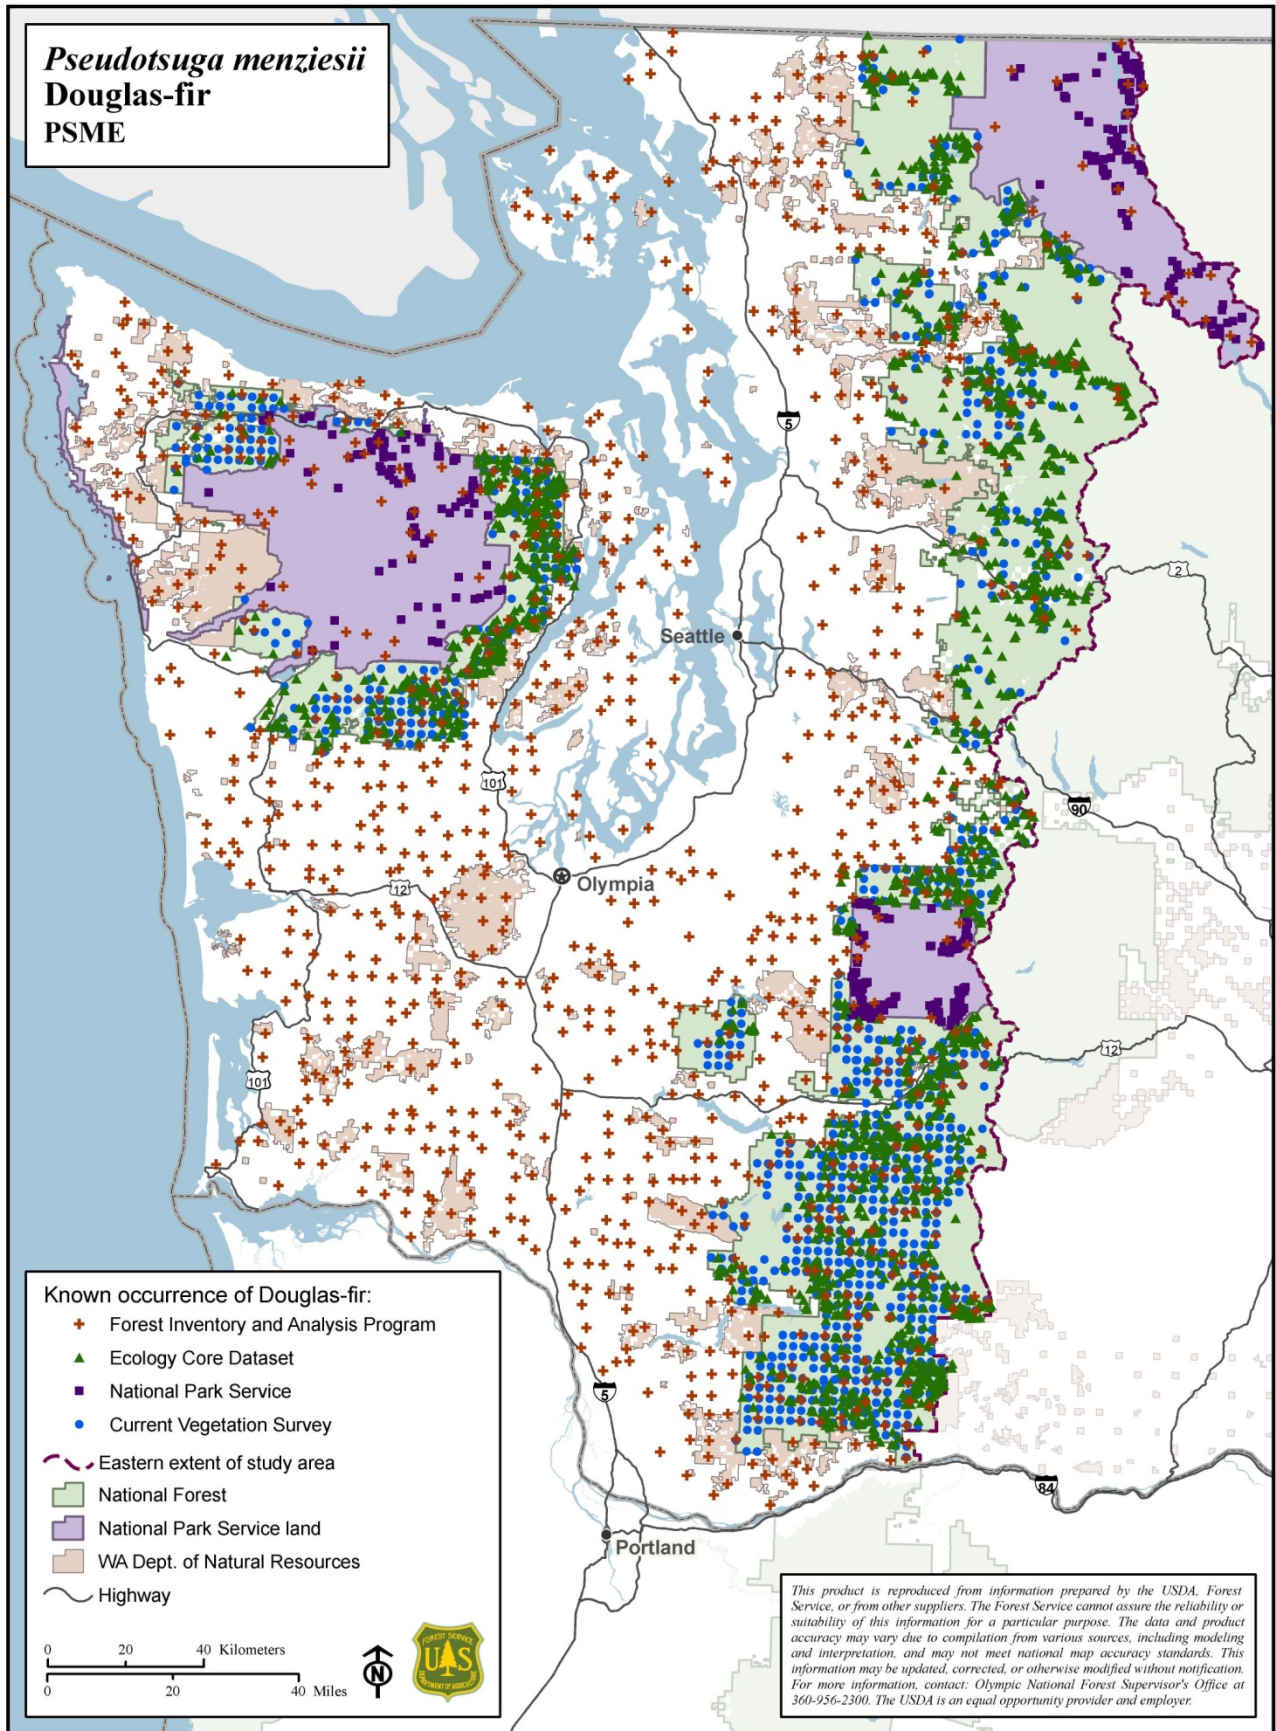 Pseudotsuga menziesii
Douglas-fir
PSME
5
2
Seattle
101
90
12
Olympia
12
101
Known occurrence of Douglas-fir:
Forest Inventory and Analysis Program
Ecology Core Dataset
National Park Service
Current Vegetation Survey
Eastern extent of study area
National Forest
National Park Service land
WA Dept. of Natural Resources
Highway
0 20 40 Kilometers
0 20 40 Miles
N
FOREST SERVICE
U S
DEPARTMENT OF AGRICULTURE
5
84
Portland
This product is reproduced from information prepared by the USDA, Forest
Service, or from other suppliers. The Forest Service cannot assure the reliability or
suitability of this information for a particular purpose. The data and product
accuracy may vary due to compilation from various sources, including modeling
and interpretation, and may not meet national map accuracy standards. This
information may be updated, corrected, or otherwise modified without notification.
For more information, contact: Olympic National Forest Supervisor's Office at
360-956-2300. The USDA is an equal opportunity provider and employer.